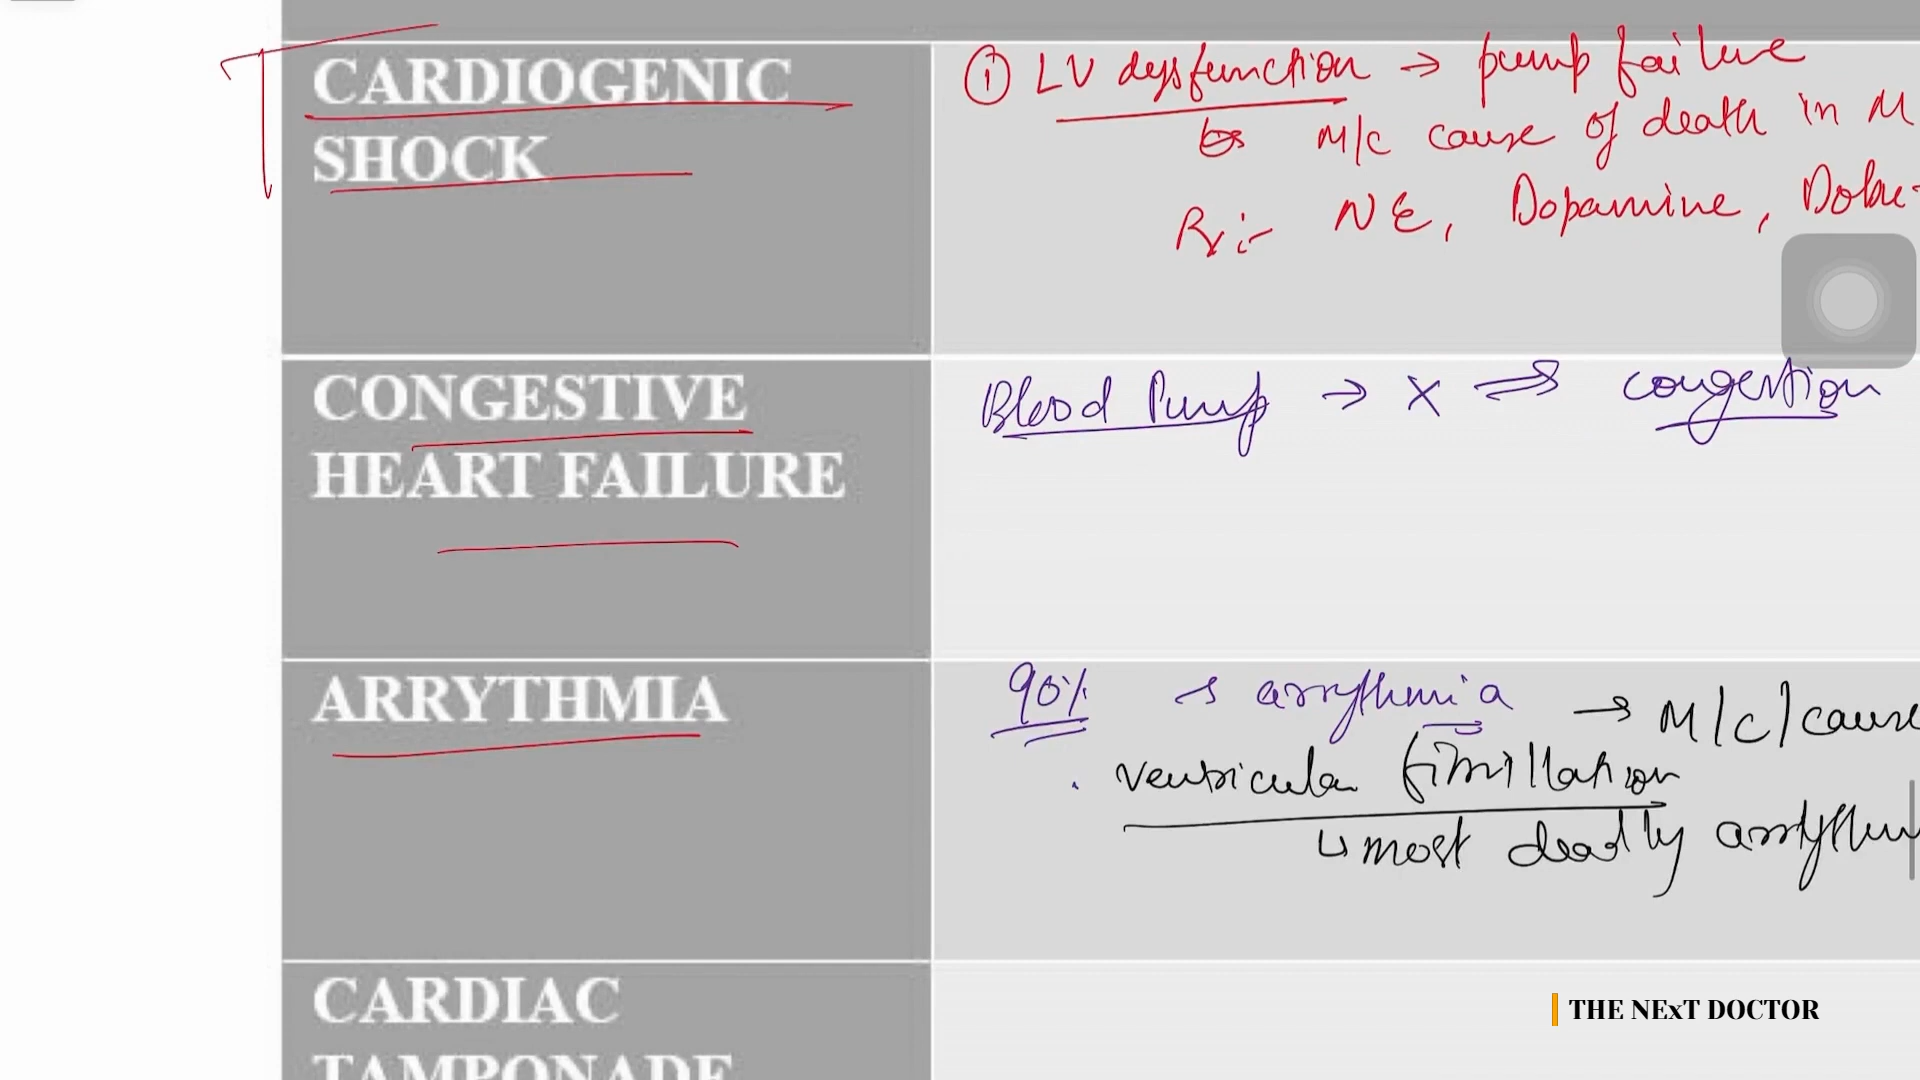 CARDIOGENIC
SHOCK
① LV dysfunction → pump failure
↳ M/c cause of death in M
Rx:- NE, Dopamine, Dobu-
CONGESTIVE
HEART FAILURE
Blood Pump → X ⇒ congestion
ARRYTHMIA
90% → arrythmia → M/c/cause
. ventricular fibrillation
↳ most deadly arrythm
CARDIAC
TAMPONADE
THE NExT DOCTOR